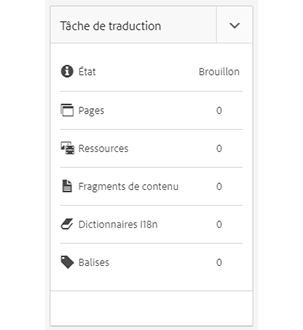 Tâche de traduction
État Brouillon
Pages 0
Ressources 0
Fragments de contenu 0
Dictionnaires I18n 0
Balises 0